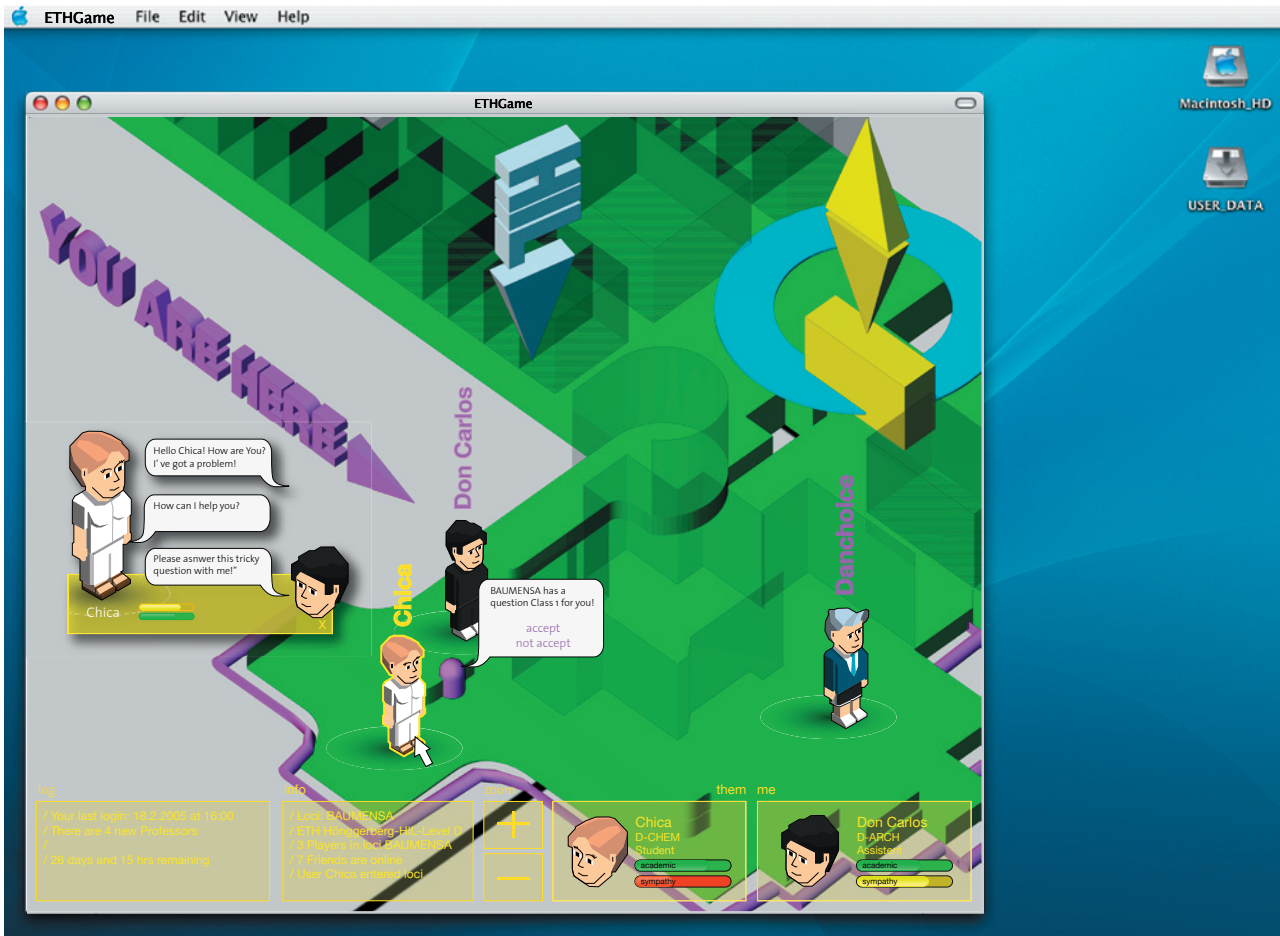 ETHGame File Edit View Help
Macintosh_HD
USER_DATA
ETHGame
HIL
YOU ARE HERE
Don Carlos
Danchoice
Chica
Hello Chica! How are You?
I' ve got a problem!
How can I help you?
Please asnwer this tricky
question with me!"
Chica
X
BAUMENSA has a
question Class 1 for you!
accept
not accept
log
/ Your last login: 18.2.2005 at 16:00
/ There are 4 new Professors
/
/ 26 days and 15 hrs remaining
info
/ Loci: BAUMENSA
/ ETH Hönggerberg-HIL-Level D
/ 3 Players in loci BAUMENSA
/ 7 Friends are online
/ User Chica entered loci
zoom
+
—
them
Chica
D-CHEM
Student
academic
sympathy
me
Don Carlos
D-ARCH
Assistent
academic
sympathy